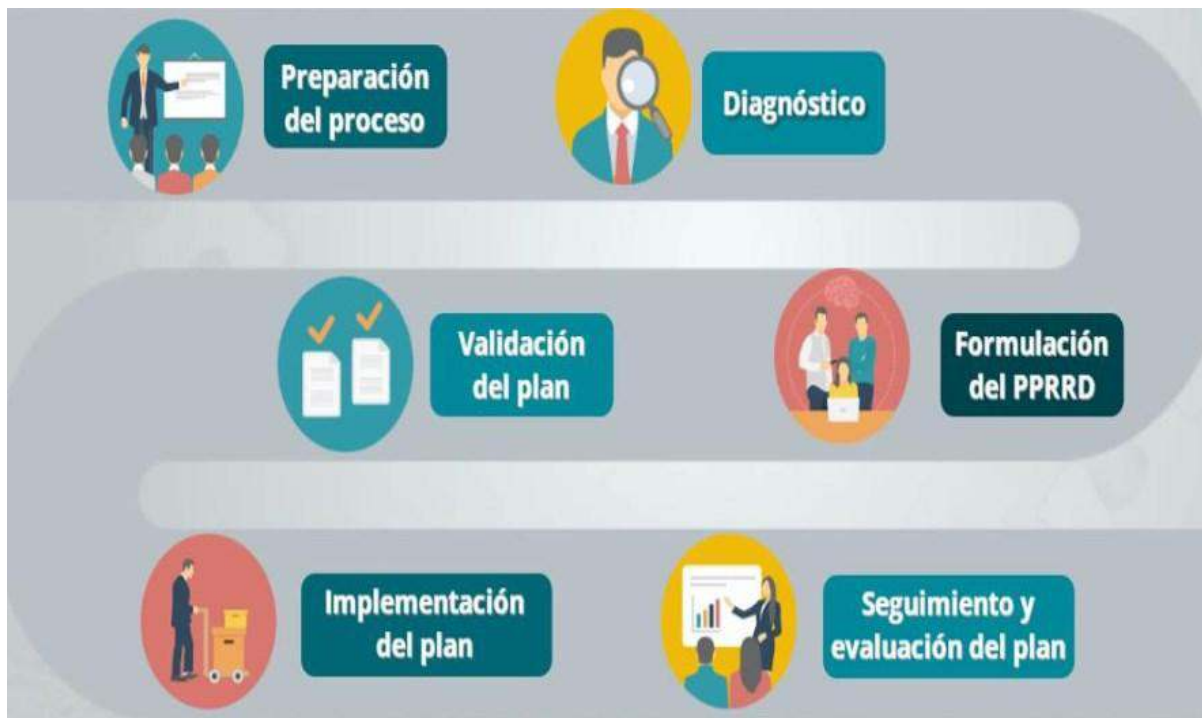 Preparación
del proceso
Diagnóstico
Formulación
del PPRRD
Validación
del plan
Implementación
del plan
Seguimiento y
evaluación del plan